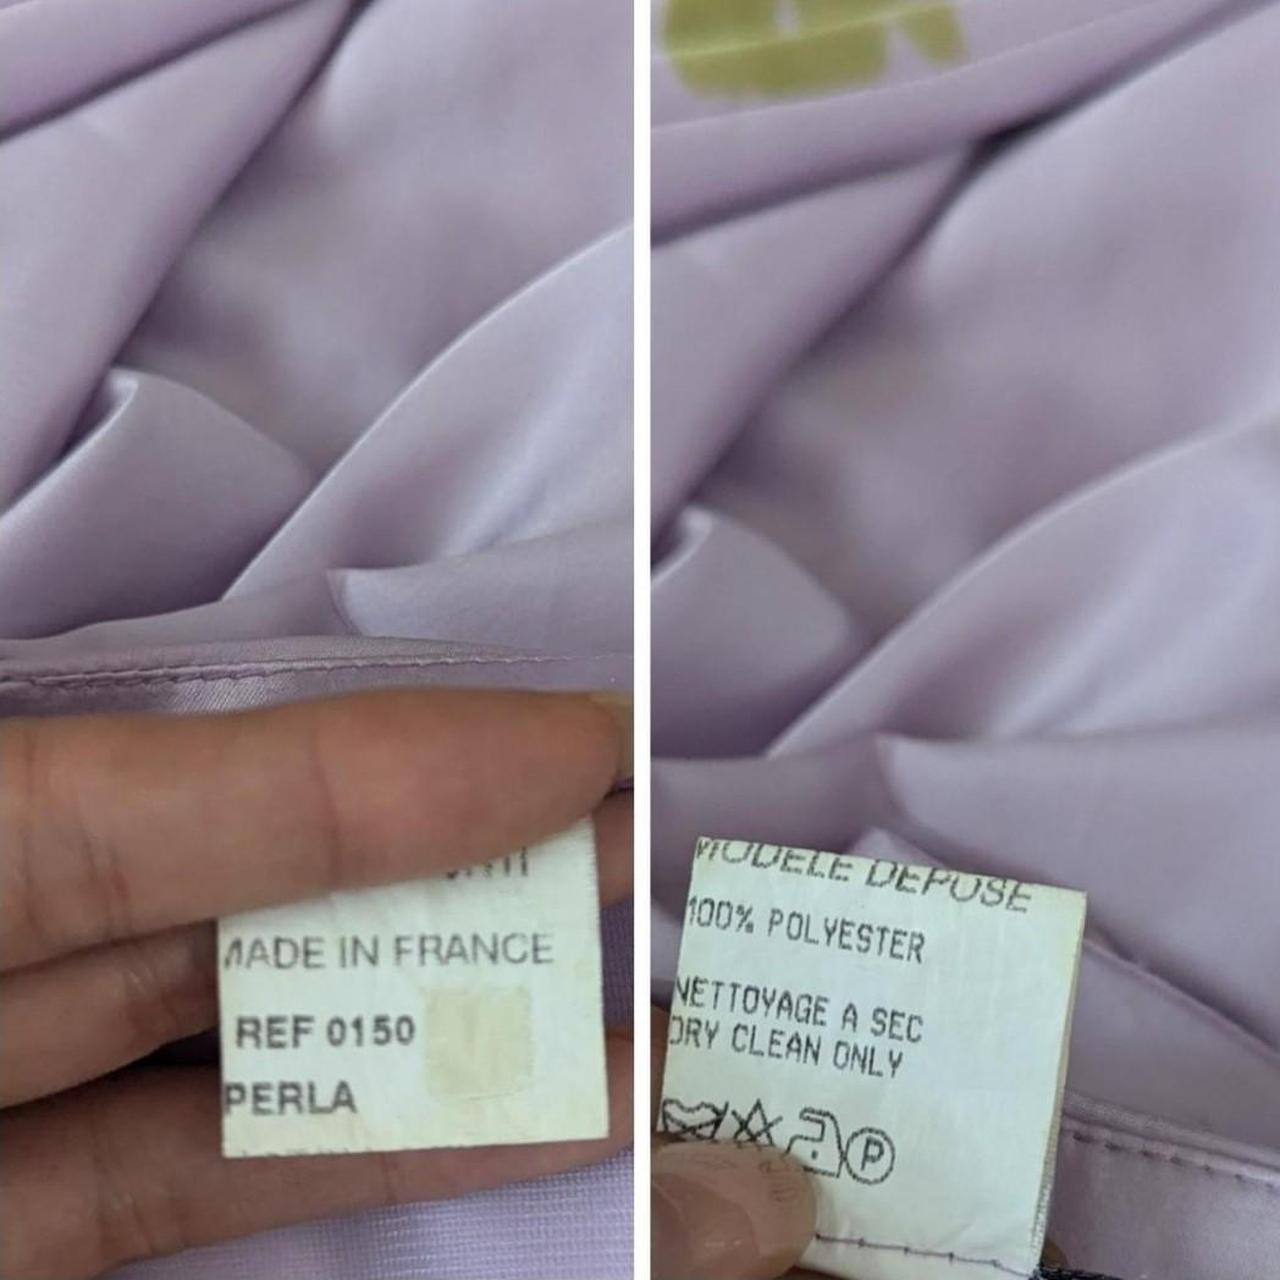 MADE IN FRANCE
REF 0150
PERLA
MODELE DEPOSE
100% POLYESTER
NETTOYAGE A SEC
DRY CLEAN ONLY
P